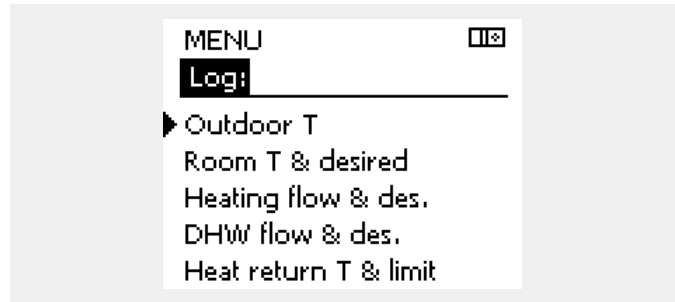 MENU
Log:
Outdoor T
Room T & desired
Heating flow & des.
DHW flow & des.
Heat return T & limit